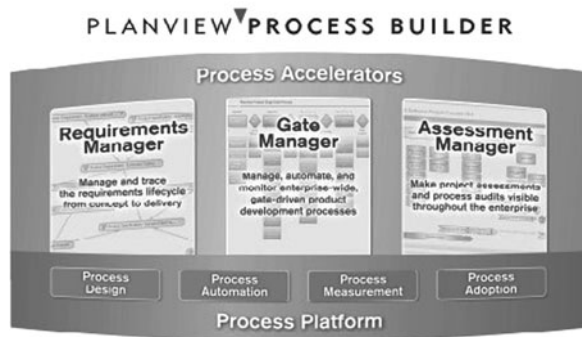 PLANVIEW PROCESS BUILDER
Process Accelerators
Requirements
Manager
Manage and trace
the requirements lifecycle
from concept to delivery
Gate
Manager
Manage, automate, and
monitor enterprise-wide,
gate-driven product
development processes
Assessment
Manager
Make project assessments
and process audits visible
throughout the enterprise
Process
Design
Process
Automation
Process
Measurement
Process
Adoption
Process Platform